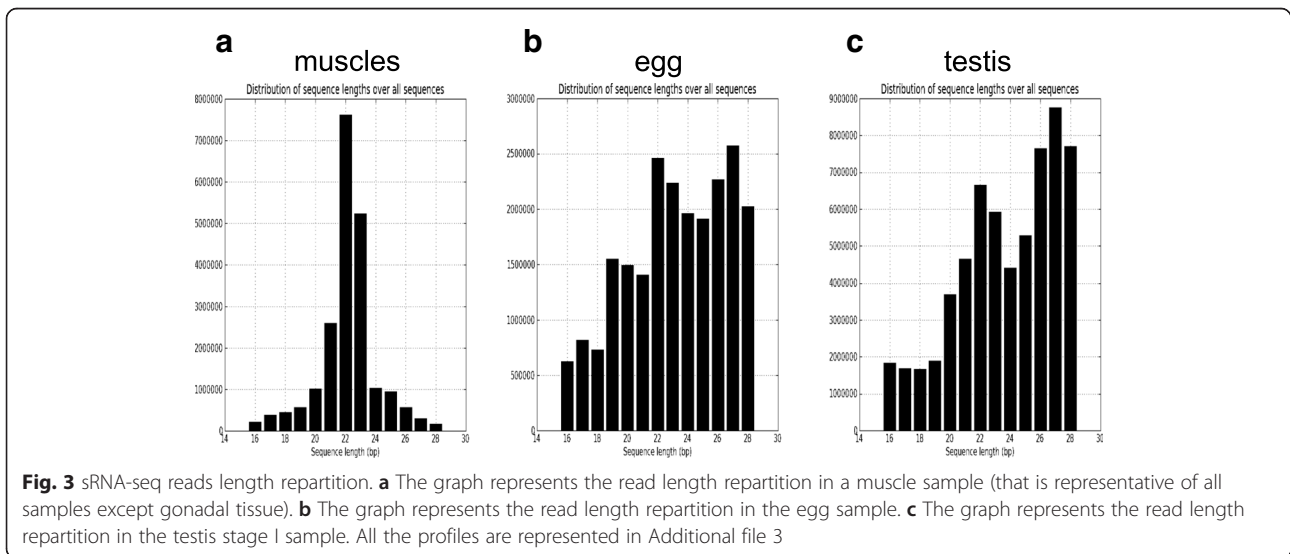 a
muscles
Distribution of sequence lengths over all sequences
8000000
7000000
6000000
5000000
4000000
3000000
2000000
1000000
0
14 16 18 20 22 24 26 28 30
Sequence length (bp)
b
egg
Distribution of sequence lengths over all sequences
3000000
2500000
2000000
1500000
1000000
500000
0
14 16 18 20 22 24 26 28 30
Sequence length (bp)
c
testis
Distribution of sequence lengths over all sequences
9000000
8000000
7000000
6000000
5000000
4000000
3000000
2000000
1000000
0
14 16 18 20 22 24 26 28 30
Sequence length (bp)
Fig. 3 sRNA-seq reads length repartition. a The graph represents the read length repartition in a muscle sample (that is representative of all
samples except gonadal tissue). b The graph represents the read length repartition in the egg sample. c The graph represents the read length
repartition in the testis stage I sample. All the profiles are represented in Additional file 3